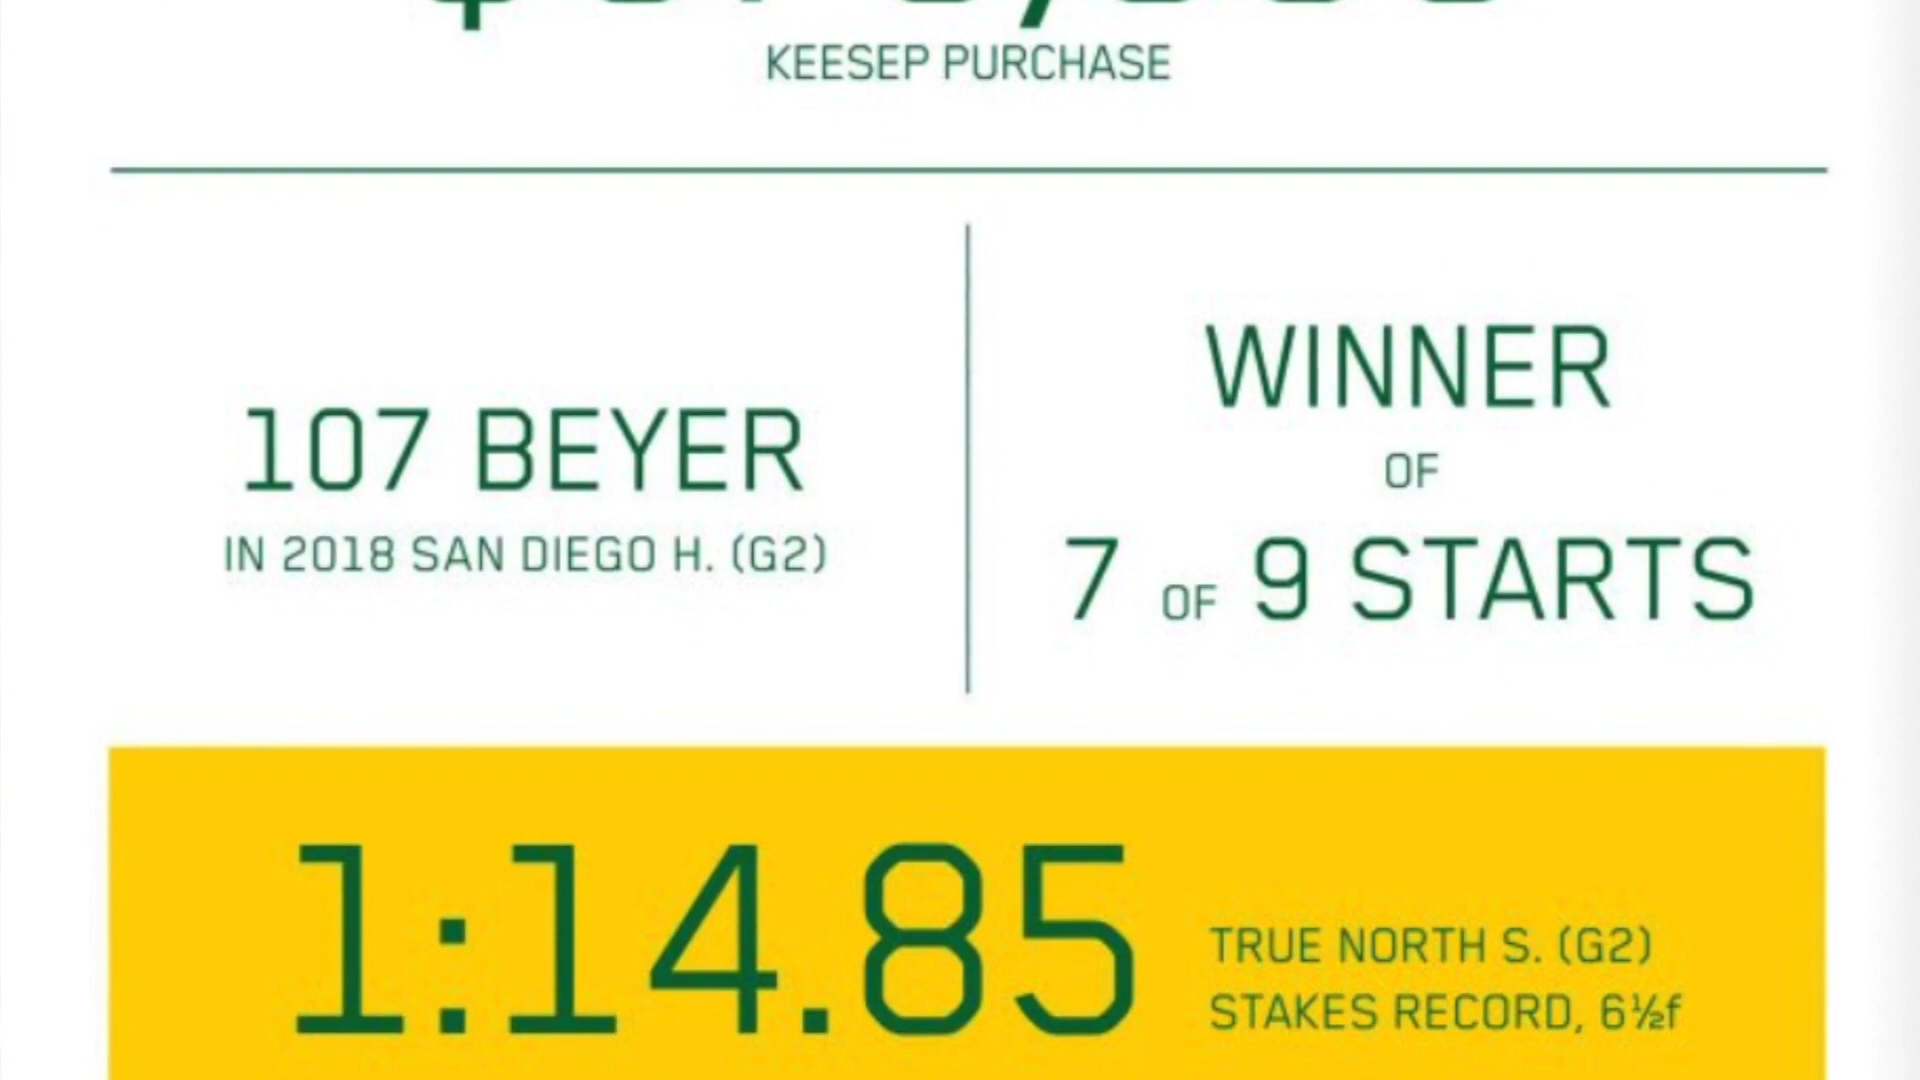 KEESEP PURCHASE
107 BEYER
IN 2018 SAN DIEGO H. (G2)
WINNER
OF
7 OF 9 STARTS
1:14.85
TRUE NORTH S. (G2)
STAKES RECORD, 6½f